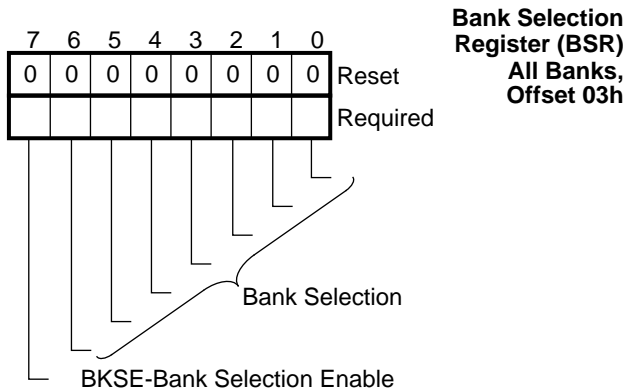 Bank Selection
Register (BSR)
All Banks,
Offset 03h
7 6 5 4 3 2 1 0
0 0 0 0 0 0 0 0 Reset
Required
Bank Selection
BKSE-Bank Selection Enable